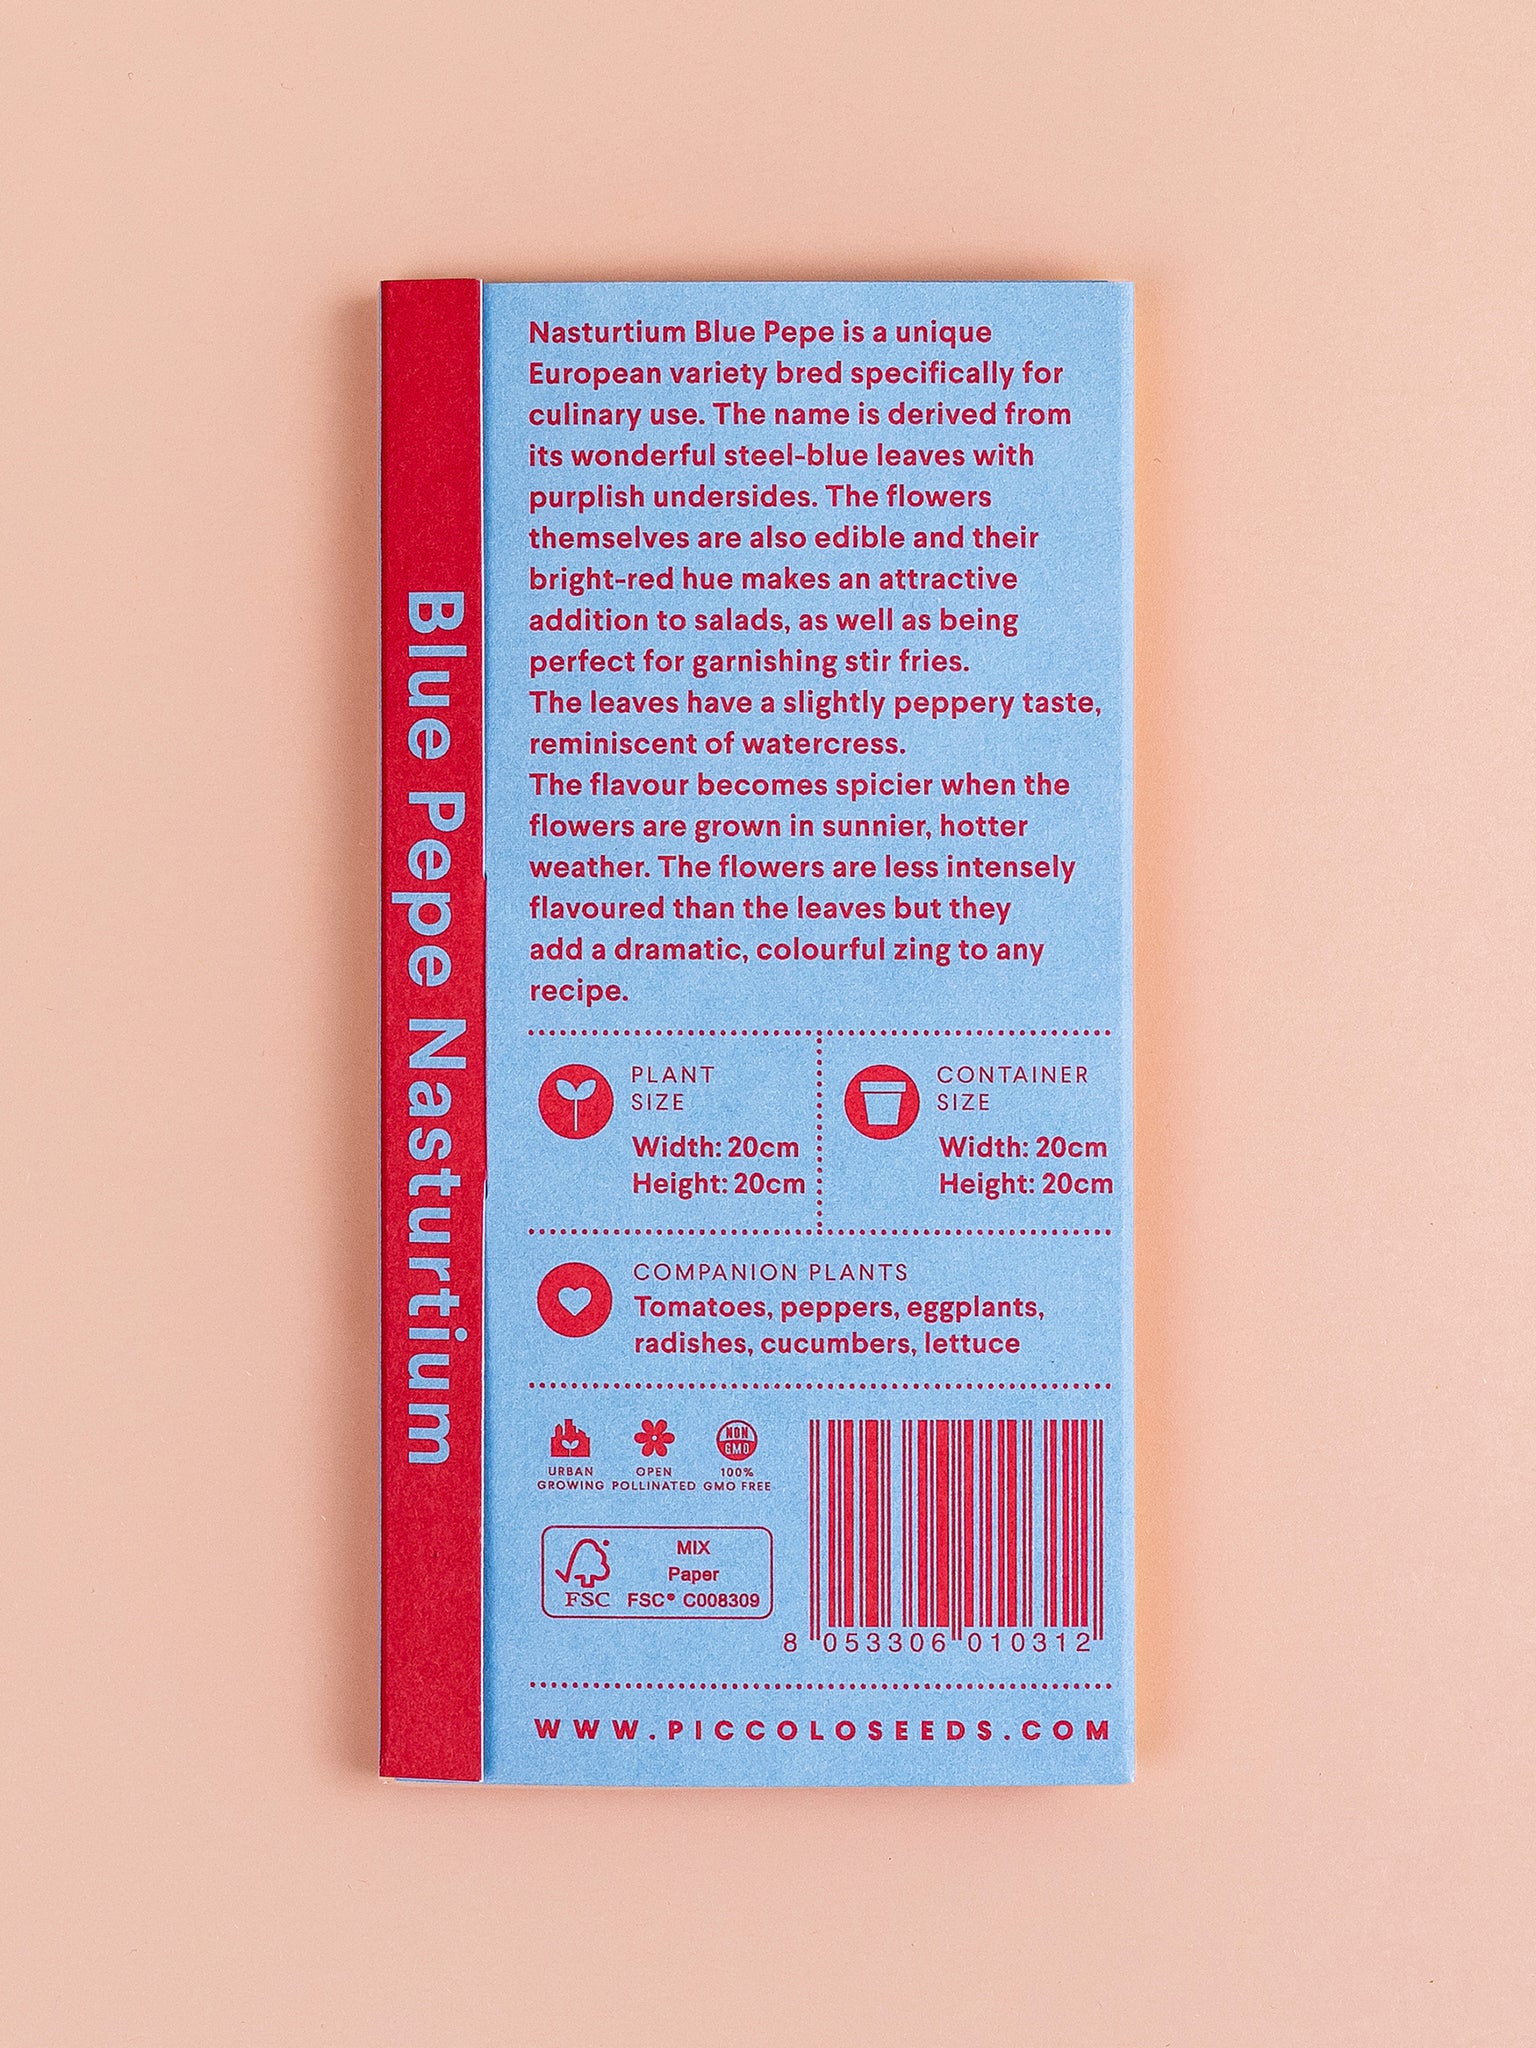 Blue Pepe Nasturtium
Nasturtium Blue Pepe is a unique
European variety bred specifically for
culinary use. The name is derived from
its wonderful steel-blue leaves with
purplish undersides. The flowers
themselves are also edible and their
bright-red hue makes an attractive
addition to salads, as well as being
perfect for garnishing stir fries.
The leaves have a slightly peppery taste,
reminiscent of watercress.
The flavour becomes spicier when the
flowers are grown in sunnier, hotter
weather. The flowers are less intensely
flavoured than the leaves but they
add a dramatic, colourful zing to any
recipe.
PLANT
SIZE
Width: 20cm
Height: 20cm
CONTAINER
SIZE
Width: 20cm
Height: 20cm
COMPANION PLANTS
Tomatoes, peppers, eggplants,
radishes, cucumbers, lettuce
URBAN
GROWING
OPEN
POLLINATED
NON
GMO
100%
GMO FREE
FSC
MIX
Paper
FSC® C008309
8 053306 010312
WWW.PICCOLOSEEDS.COM